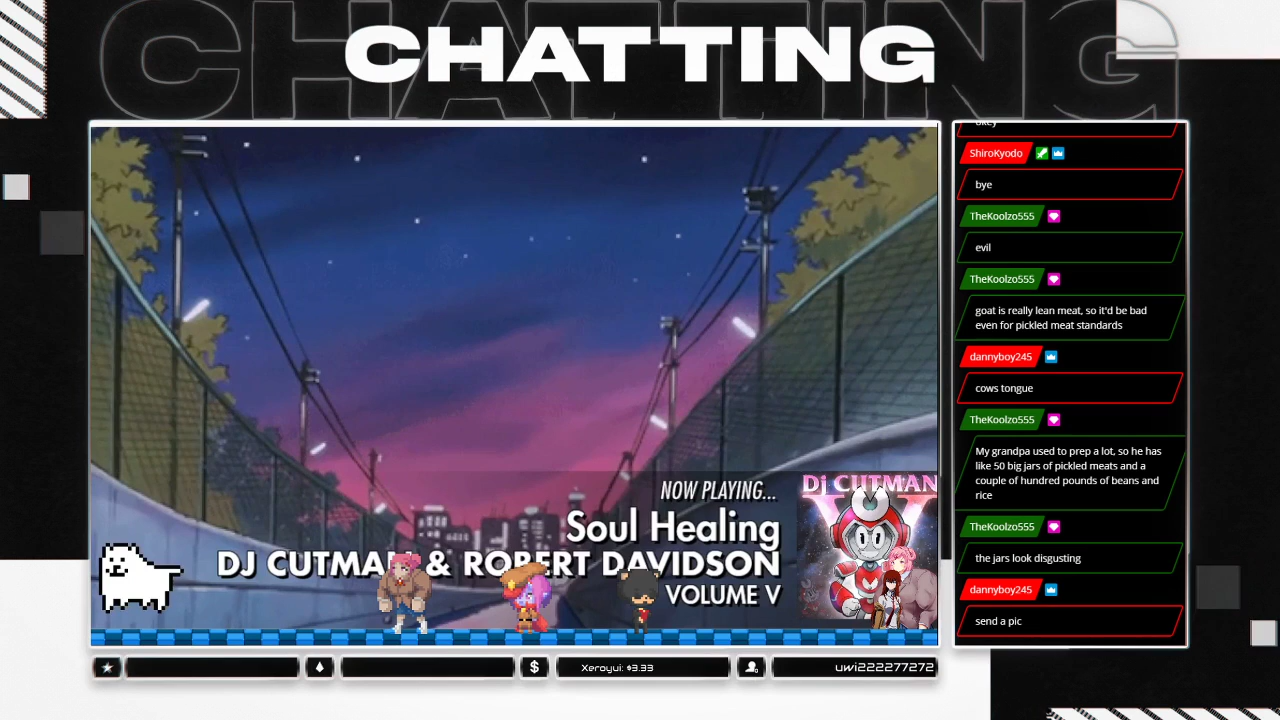 CHATTING
CHATTING
okey
ShiroKyodo
bye
TheKoolzo555
evil
TheKoolzo555
goat is really lean meat, so it'd be bad
even for pickled meat standards
dannyboy245
cows tongue
TheKoolzo555
My grandpa used to prep a lot, so he has
like 50 big jars of pickled meats and a
couple of hundred pounds of beans and
rice
TheKoolzo555
the jars look disgusting
dannyboy245
send a pic
NOW PLAYING...
Soul Healing
DJ CUTMAN & ROBERT DAVIDSON
VOLUME V
Dj CUTMAN
V
$
Xeroyui: $3.33
uwi222277272